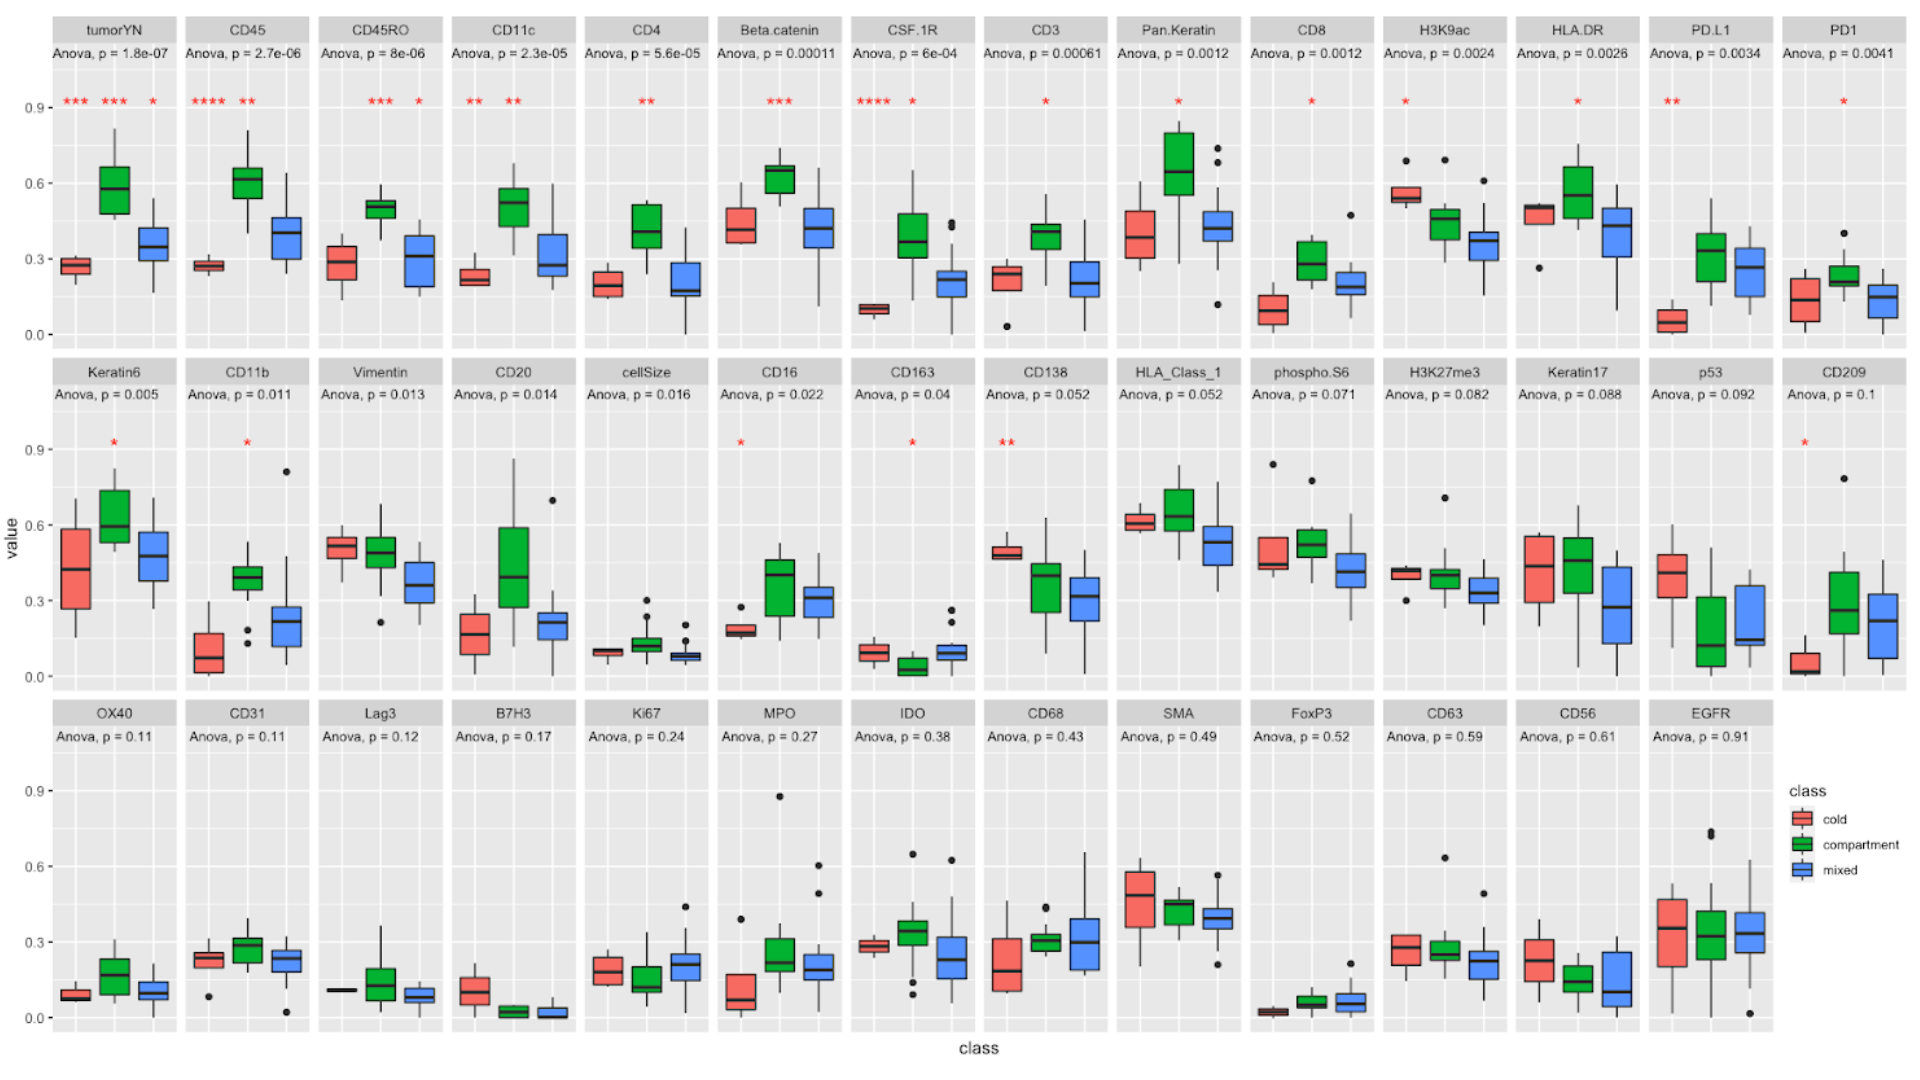 tumorYN CD45 CD45RO CD11c CD4 Beta.catenin CSF.1R CD3 Pan.Keratin CD8 H3K9ac HLA.DR PD.L1 PD1
Anova, p = 1.8e-07 Anova, p = 2.7e-06 Anova, p = 8e-06 Anova, p = 2.3e-05 Anova, p = 5.6e-05 Anova, p = 0.00011 Anova, p = 6e-04 Anova, p = 0.00061 Anova, p = 0.0012 Anova, p = 0.0012 Anova, p = 0.0024 Anova, p = 0.0026 Anova, p = 0.0034 Anova, p = 0.0041
*** *** * **** ** *** * ** ** ** *** **** * * * * * * ** *
0.9
0.6
0.3
0.0
Keratin6 CD11b Vimentin CD20 cellSize CD16 CD163 CD138 HLA_Class_1 phospho.S6 H3K27me3 Keratin17 p53 CD209
Anova, p = 0.005 Anova, p = 0.011 Anova, p = 0.013 Anova, p = 0.014 Anova, p = 0.016 Anova, p = 0.022 Anova, p = 0.04 Anova, p = 0.052 Anova, p = 0.052 Anova, p = 0.071 Anova, p = 0.082 Anova, p = 0.088 Anova, p = 0.092 Anova, p = 0.1
* * * * ** *
0.9
0.6
0.3
0.0
value
OX40 CD31 Lag3 B7H3 Ki67 MPO IDO CD68 SMA FoxP3 CD63 CD56 EGFR
Anova, p = 0.11 Anova, p = 0.11 Anova, p = 0.12 Anova, p = 0.17 Anova, p = 0.24 Anova, p = 0.27 Anova, p = 0.38 Anova, p = 0.43 Anova, p = 0.49 Anova, p = 0.52 Anova, p = 0.59 Anova, p = 0.61 Anova, p = 0.91
0.9
0.6
0.3
0.0
class
class
cold
compartment
mixed